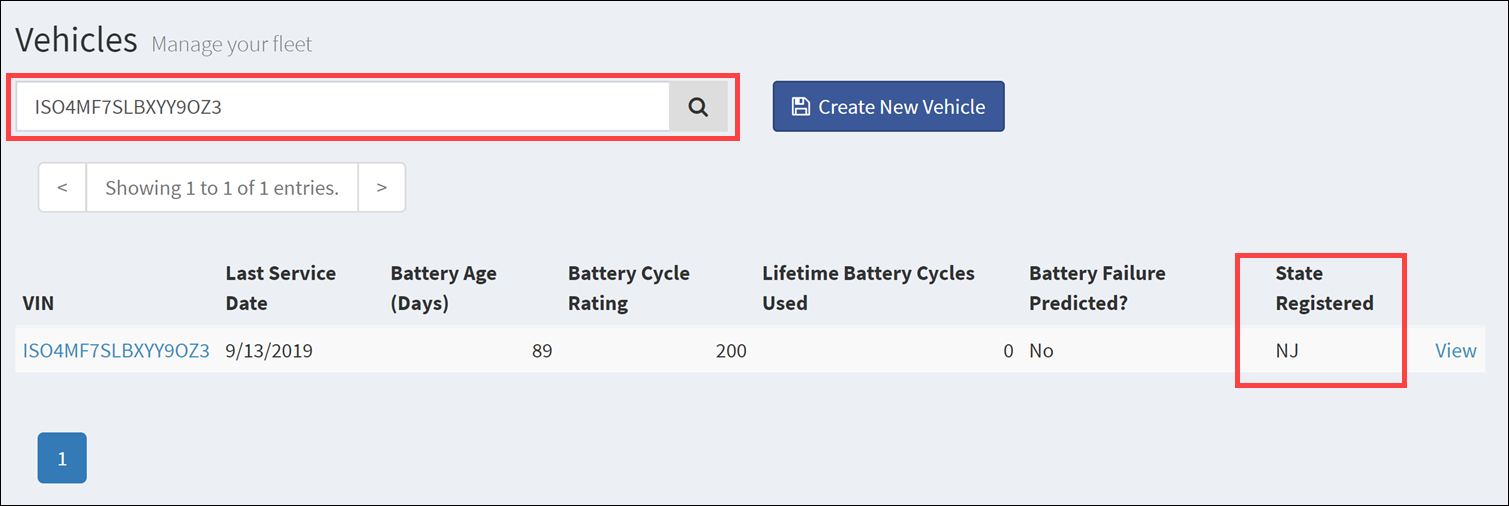 Vehicles Manage your fleet
ISO4MF7SLBXYY9OZ3
Create New Vehicle
< Showing 1 to 1 of 1 entries. >
VIN Last Service Date Battery Age (Days) Battery Cycle Rating Lifetime Battery Cycles Used Battery Failure Predicted? State Registered
ISO4MF7SLBXYY9OZ3 9/13/2019 89 200 0 No NJ View
1